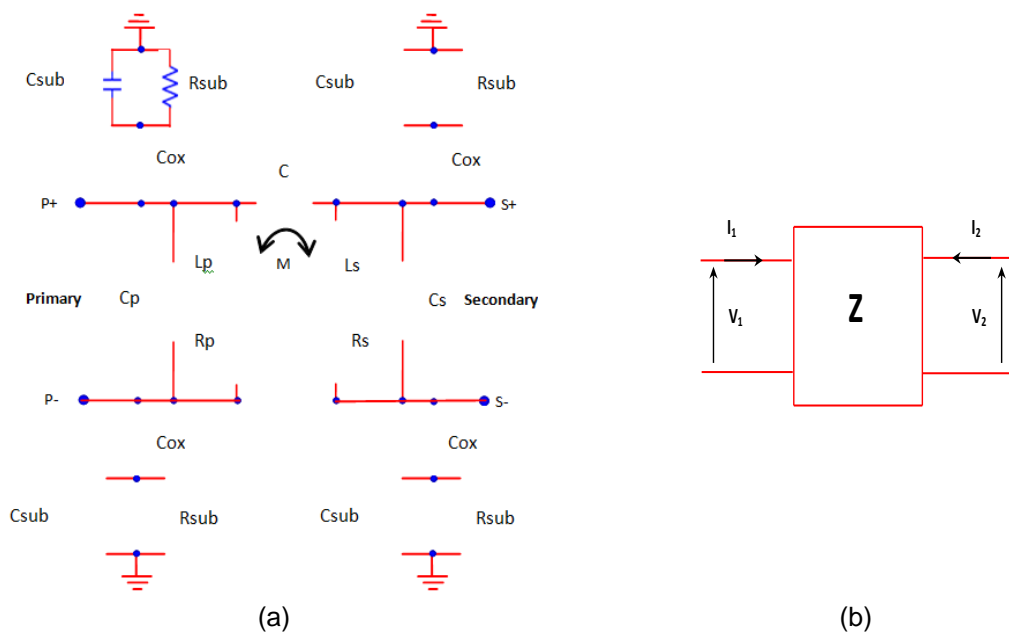 Csub Rsub Csub Rsub
Cox C Cox
P+ S+
Lp M Ls
Primary Cp Cs Secondary
Rp Rs
P- S-
Cox Cox
Csub Rsub Csub Rsub
(a)
I1 I2
V1 Z V2
(b)